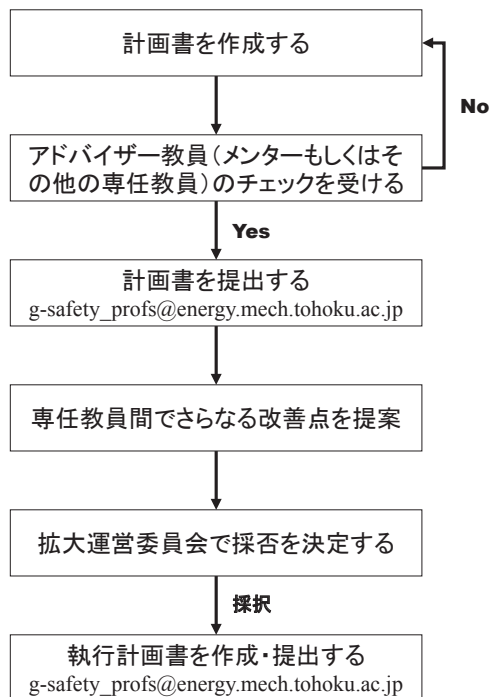 計画書を作成する
No
アドバイザー教員(メンターもしくはそ
の他の専任教員)のチェックを受ける
Yes
計画書を提出する
g-safety_profs@energy.mech.tohoku.ac.jp
専任教員間でさらなる改善点を提案
拡大運営委員会で採否を決定する
採択
執行計画書を作成・提出する
g-safety_profs@energy.mech.tohoku.ac.jp